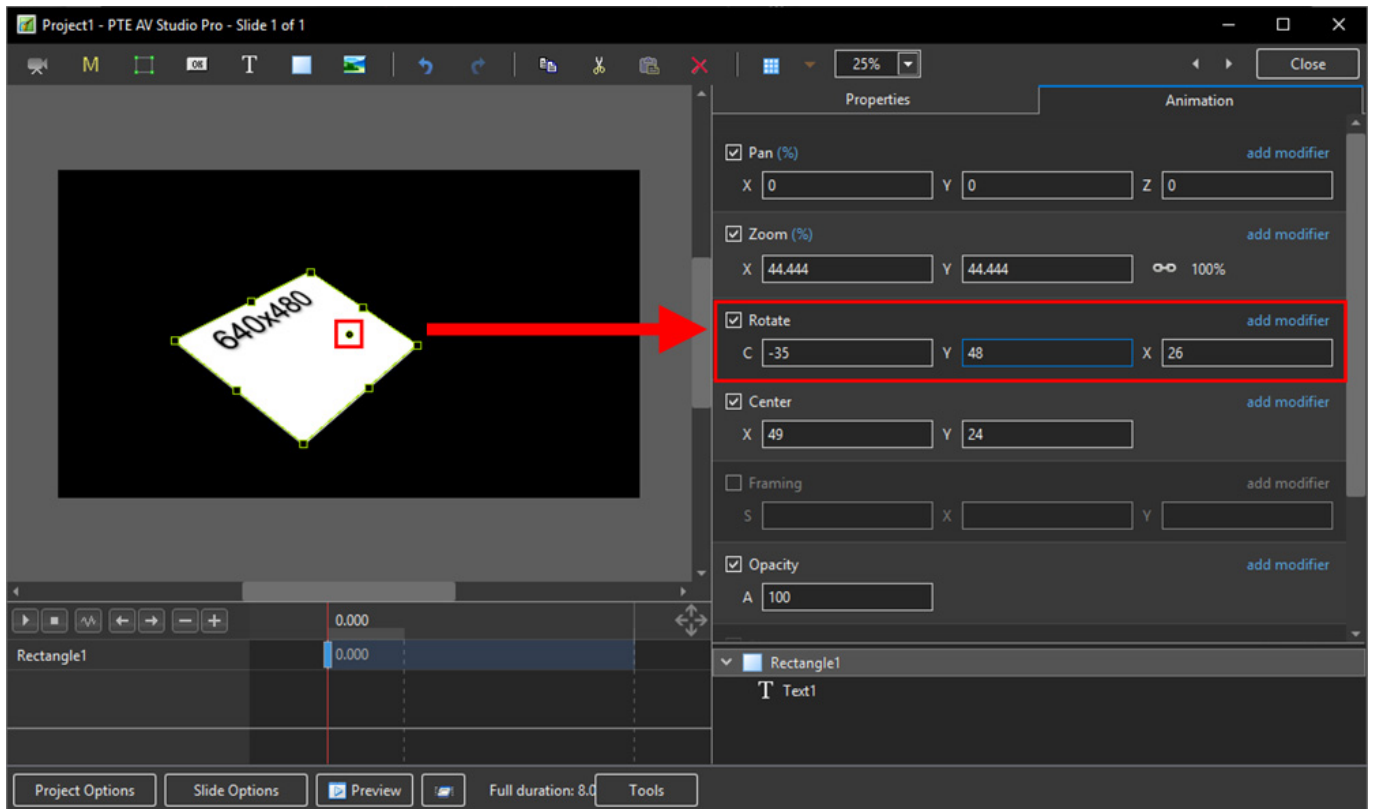 Project1 - PTE AV Studio Pro - Slide 1 of 1
M OK T 25% Close
Properties Animation
Pan (%) add modifier
X 0 Y 0 Z 0
Zoom (%) add modifier
X 44.444 Y 44.444 100%
640x480
Rotate add modifier
C -35 Y 48 X 26
Center add modifier
X 49 Y 24
Framing add modifier
S X Y
Opacity add modifier
A 100
0.000
Rectangle1 0.000
Rectangle1
T Text1
Project Options Slide Options Preview Full duration: 8.0 Tools